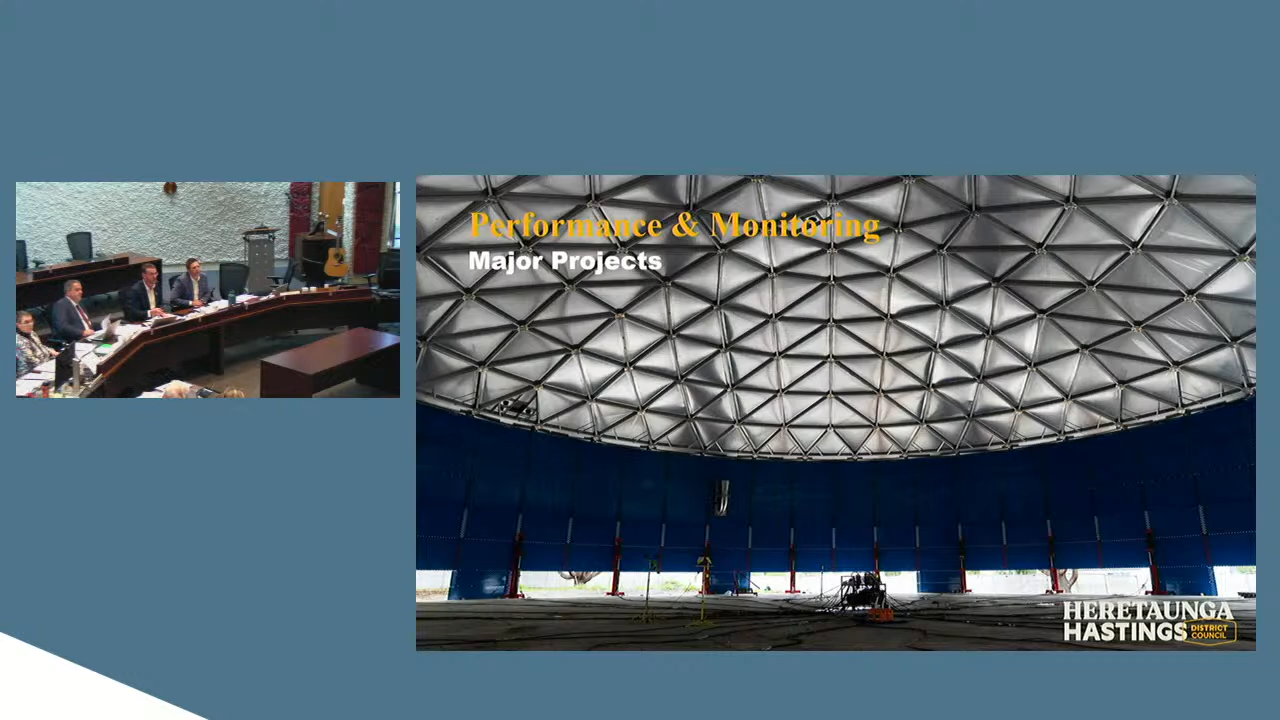 Performance & Monitoring
Major Projects
HERETAUNGA
HASTINGS DISTRICT COUNCIL